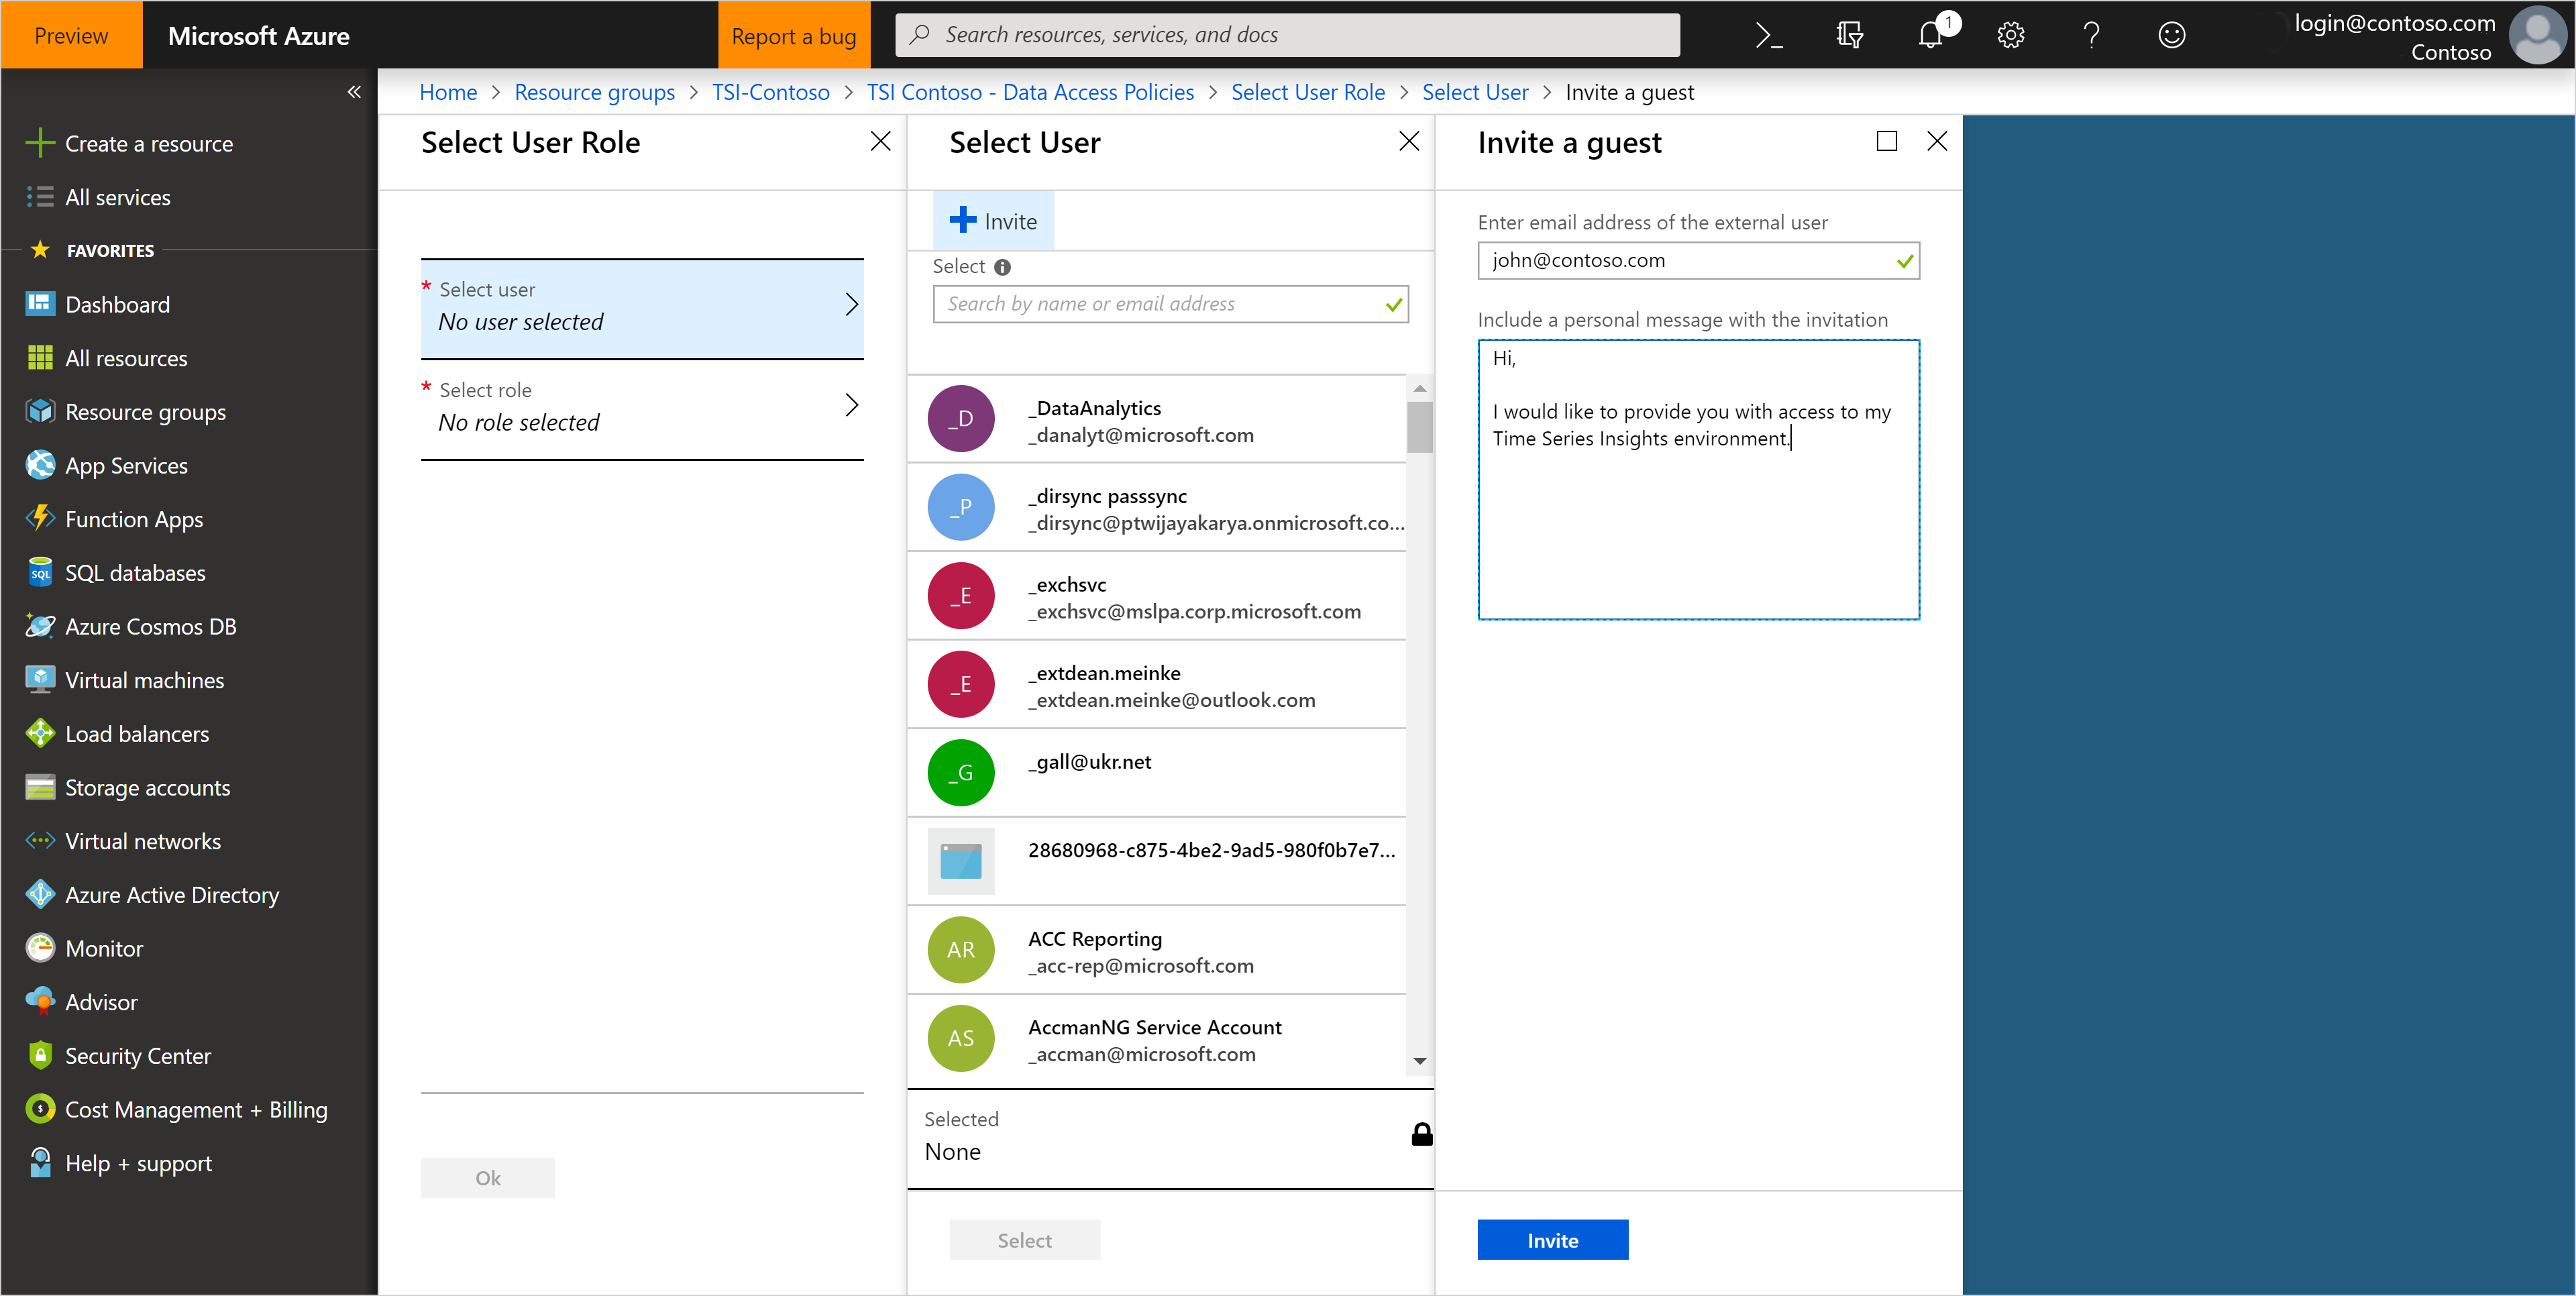 Preview
Microsoft Azure
Report a bug
Search resources, services, and docs
1
login@contoso.com
Contoso
Home > Resource groups > TSI-Contoso > TSI Contoso - Data Access Policies > Select User Role > Select User > Invite a guest
Create a resource
All services
FAVORITES
Dashboard
All resources
Resource groups
App Services
Function Apps
SQL
SQL databases
Azure Cosmos DB
Virtual machines
Load balancers
Storage accounts
Virtual networks
Azure Active Directory
Monitor
Advisor
Security Center
Cost Management + Billing
Help + support
Select User Role
* Select user
No user selected
* Select role
No role selected
Ok
Select User
Invite
Select
Search by name or email address
_D
_DataAnalytics
_danalyt@microsoft.com
_P
_dirsync passsync
_dirsync@ptwijayakarya.onmicrosoft.co...
_E
_exchsvc
_exchsvc@mslpa.corp.microsoft.com
_E
_extdean.meinke
_extdean.meinke@outlook.com
_G
_gall@ukr.net
28680968-c875-4be2-9ad5-980f0b7e7...
AR
ACC Reporting
_acc-rep@microsoft.com
AS
AccmanNG Service Account
_accman@microsoft.com
Selected
None
Select
Invite a guest
Enter email address of the external user
john@contoso.com
Include a personal message with the invitation
Hi,
I would like to provide you with access to my
Time Series Insights environment.
Invite